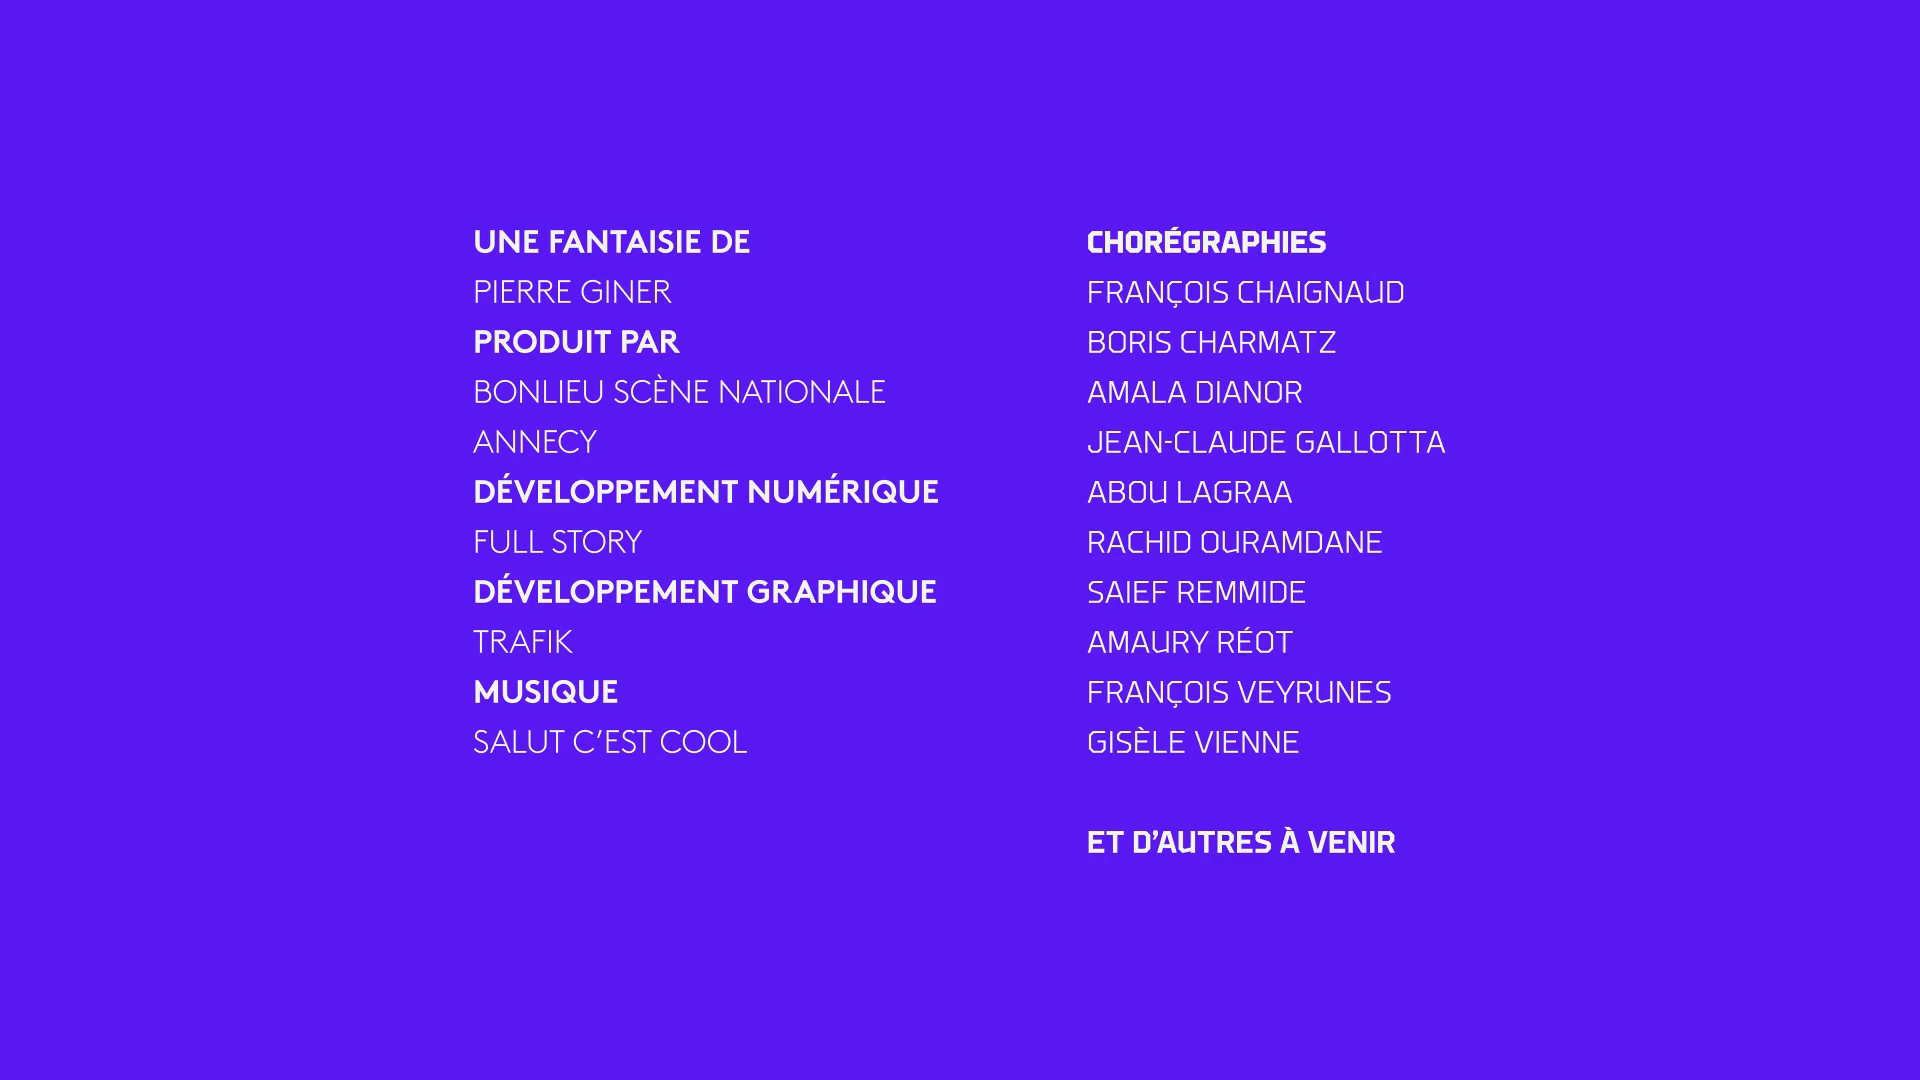 UNE FANTAISIE DE
PIERRE GINER
PRODUIT PAR
BONLIEU SCÈNE NATIONALE
ANNECY
DÉVELOPPEMENT NUMÉRIQUE
FULL STORY
DÉVELOPPEMENT GRAPHIQUE
TRAFIK
MUSIQUE
SALUT C’EST COOL
CHORÉGRAPHIES
FRANÇOIS CHAIGNAUD
BORIS CHARMATZ
AMALA DIANOR
JEAN-CLAUDE GALLOTTA
ABOU LAGRAA
RACHID OURAMDANE
SAIEF REMMIDE
AMAURY RÉOT
FRANÇOIS VEYRUNES
GISÈLE VIENNE
ET D’AUTRES À VENIR